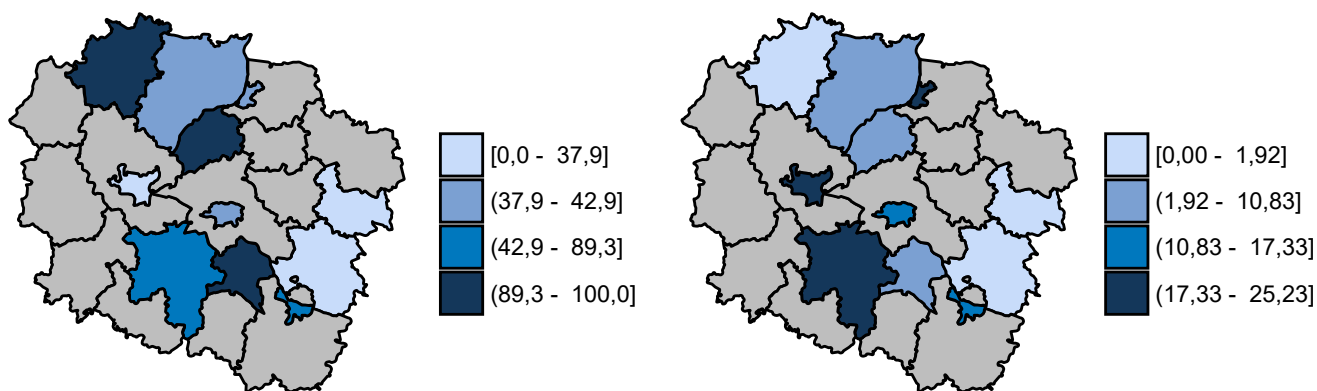 [0,0 - 37,9]
(37,9 - 42,9]
(42,9 - 89,3]
(89,3 - 100,0]
[0,00 - 1,92]
(1,92 - 10,83]
(10,83 - 17,33]
(17,33 - 25,23]